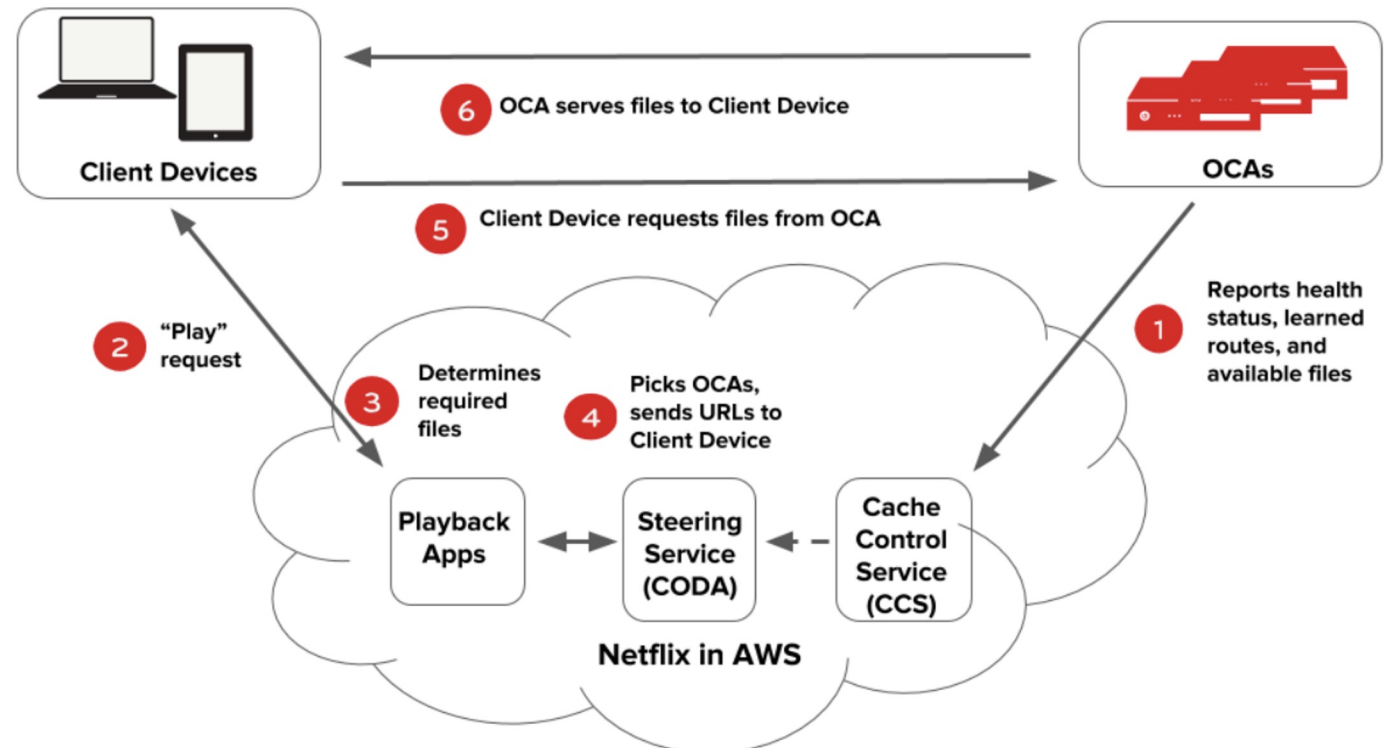 Client Devices
OCAs
6
OCA serves files to Client Device
5
Client Device requests files from OCA
1
Reports health
status, learned
routes, and
available files
2
“Play”
request
3
Determines
required
files
4
Picks OCAs,
sends URLs to
Client Device
Playback
Apps
Steering
Service
(CODA)
Cache
Control
Service
(CCS)
Netflix in AWS